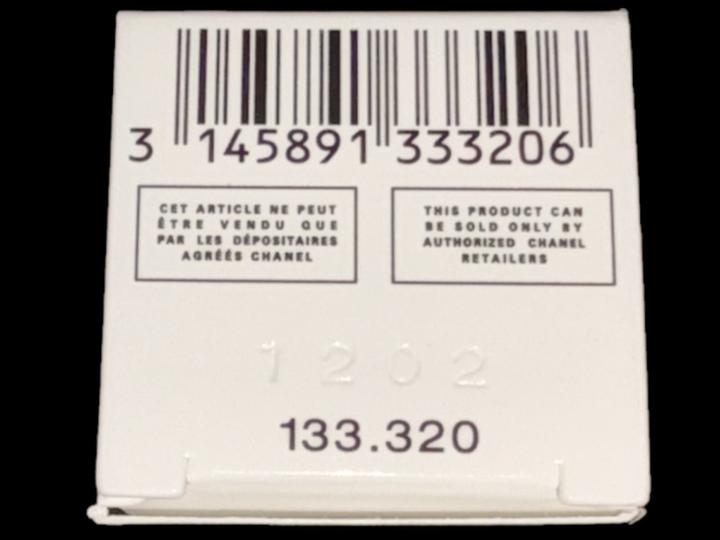 3 145891 333206
CET ARTICLE NE PEUT
ÊTRE VENDU QUE
PAR LES DÉPOSITAIRES
AGRÉÉS CHANEL
THIS PRODUCT CAN
BE SOLD ONLY BY
AUTHORIZED CHANEL
RETAILERS
1202
133.320